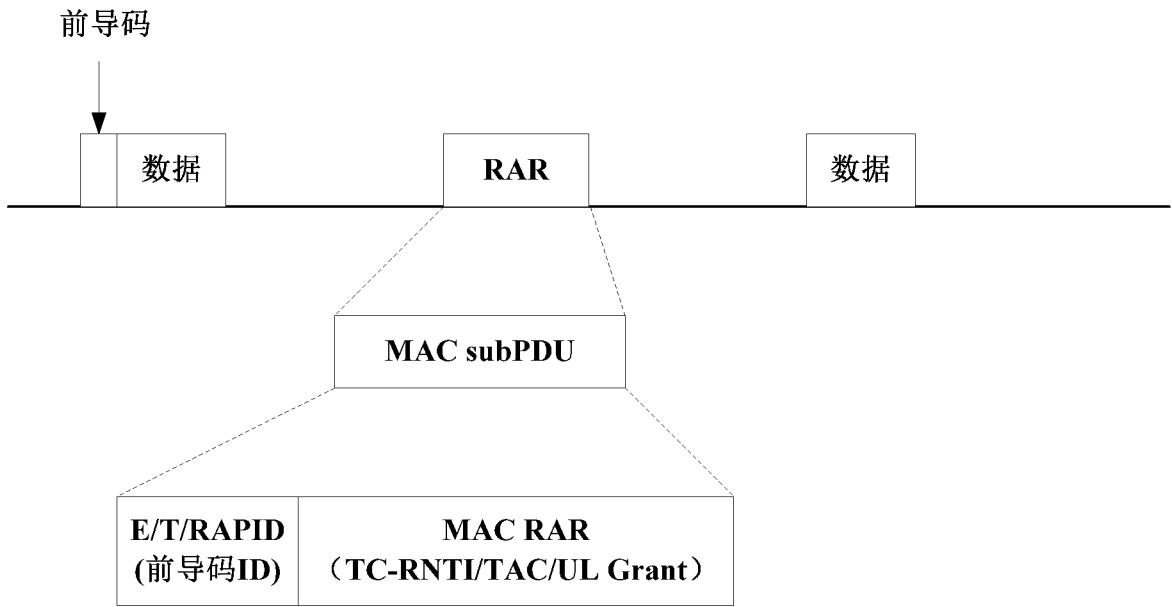 前导码
数据
RAR
数据
MAC subPDU
E/T/RAPID
(前导码ID)
MAC RAR
（TC-RNTI/TAC/UL Grant）